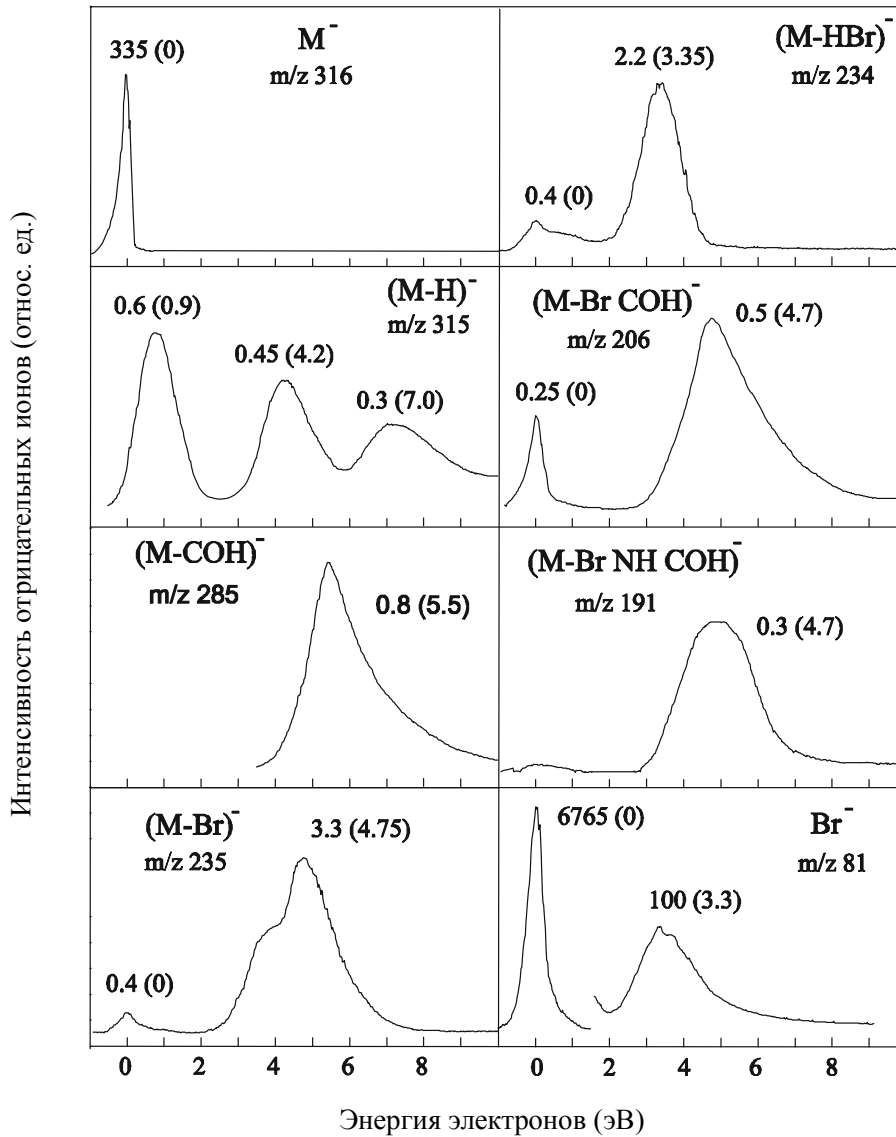 Интенсивность отрицательных ионов (относ. ед.)
335 (0)
M⁻
m/z 316
(M-HBr)⁻
m/z 234
2.2 (3.35)
0.4 (0)
(M-H)⁻
m/z 315
0.6 (0.9)
0.45 (4.2)
0.3 (7.0)
(M-Br COH)⁻
m/z 206
0.5 (4.7)
0.25 (0)
(M-COH)⁻
m/z 285
0.8 (5.5)
(M-Br NH COH)⁻
m/z 191
0.3 (4.7)
(M-Br)⁻
m/z 235
3.3 (4.75)
0.4 (0)
6765 (0)
Br⁻
m/z 81
100 (3.3)
0 2 4 6 8 0 2 4 6 8
Энергия электронов (эВ)